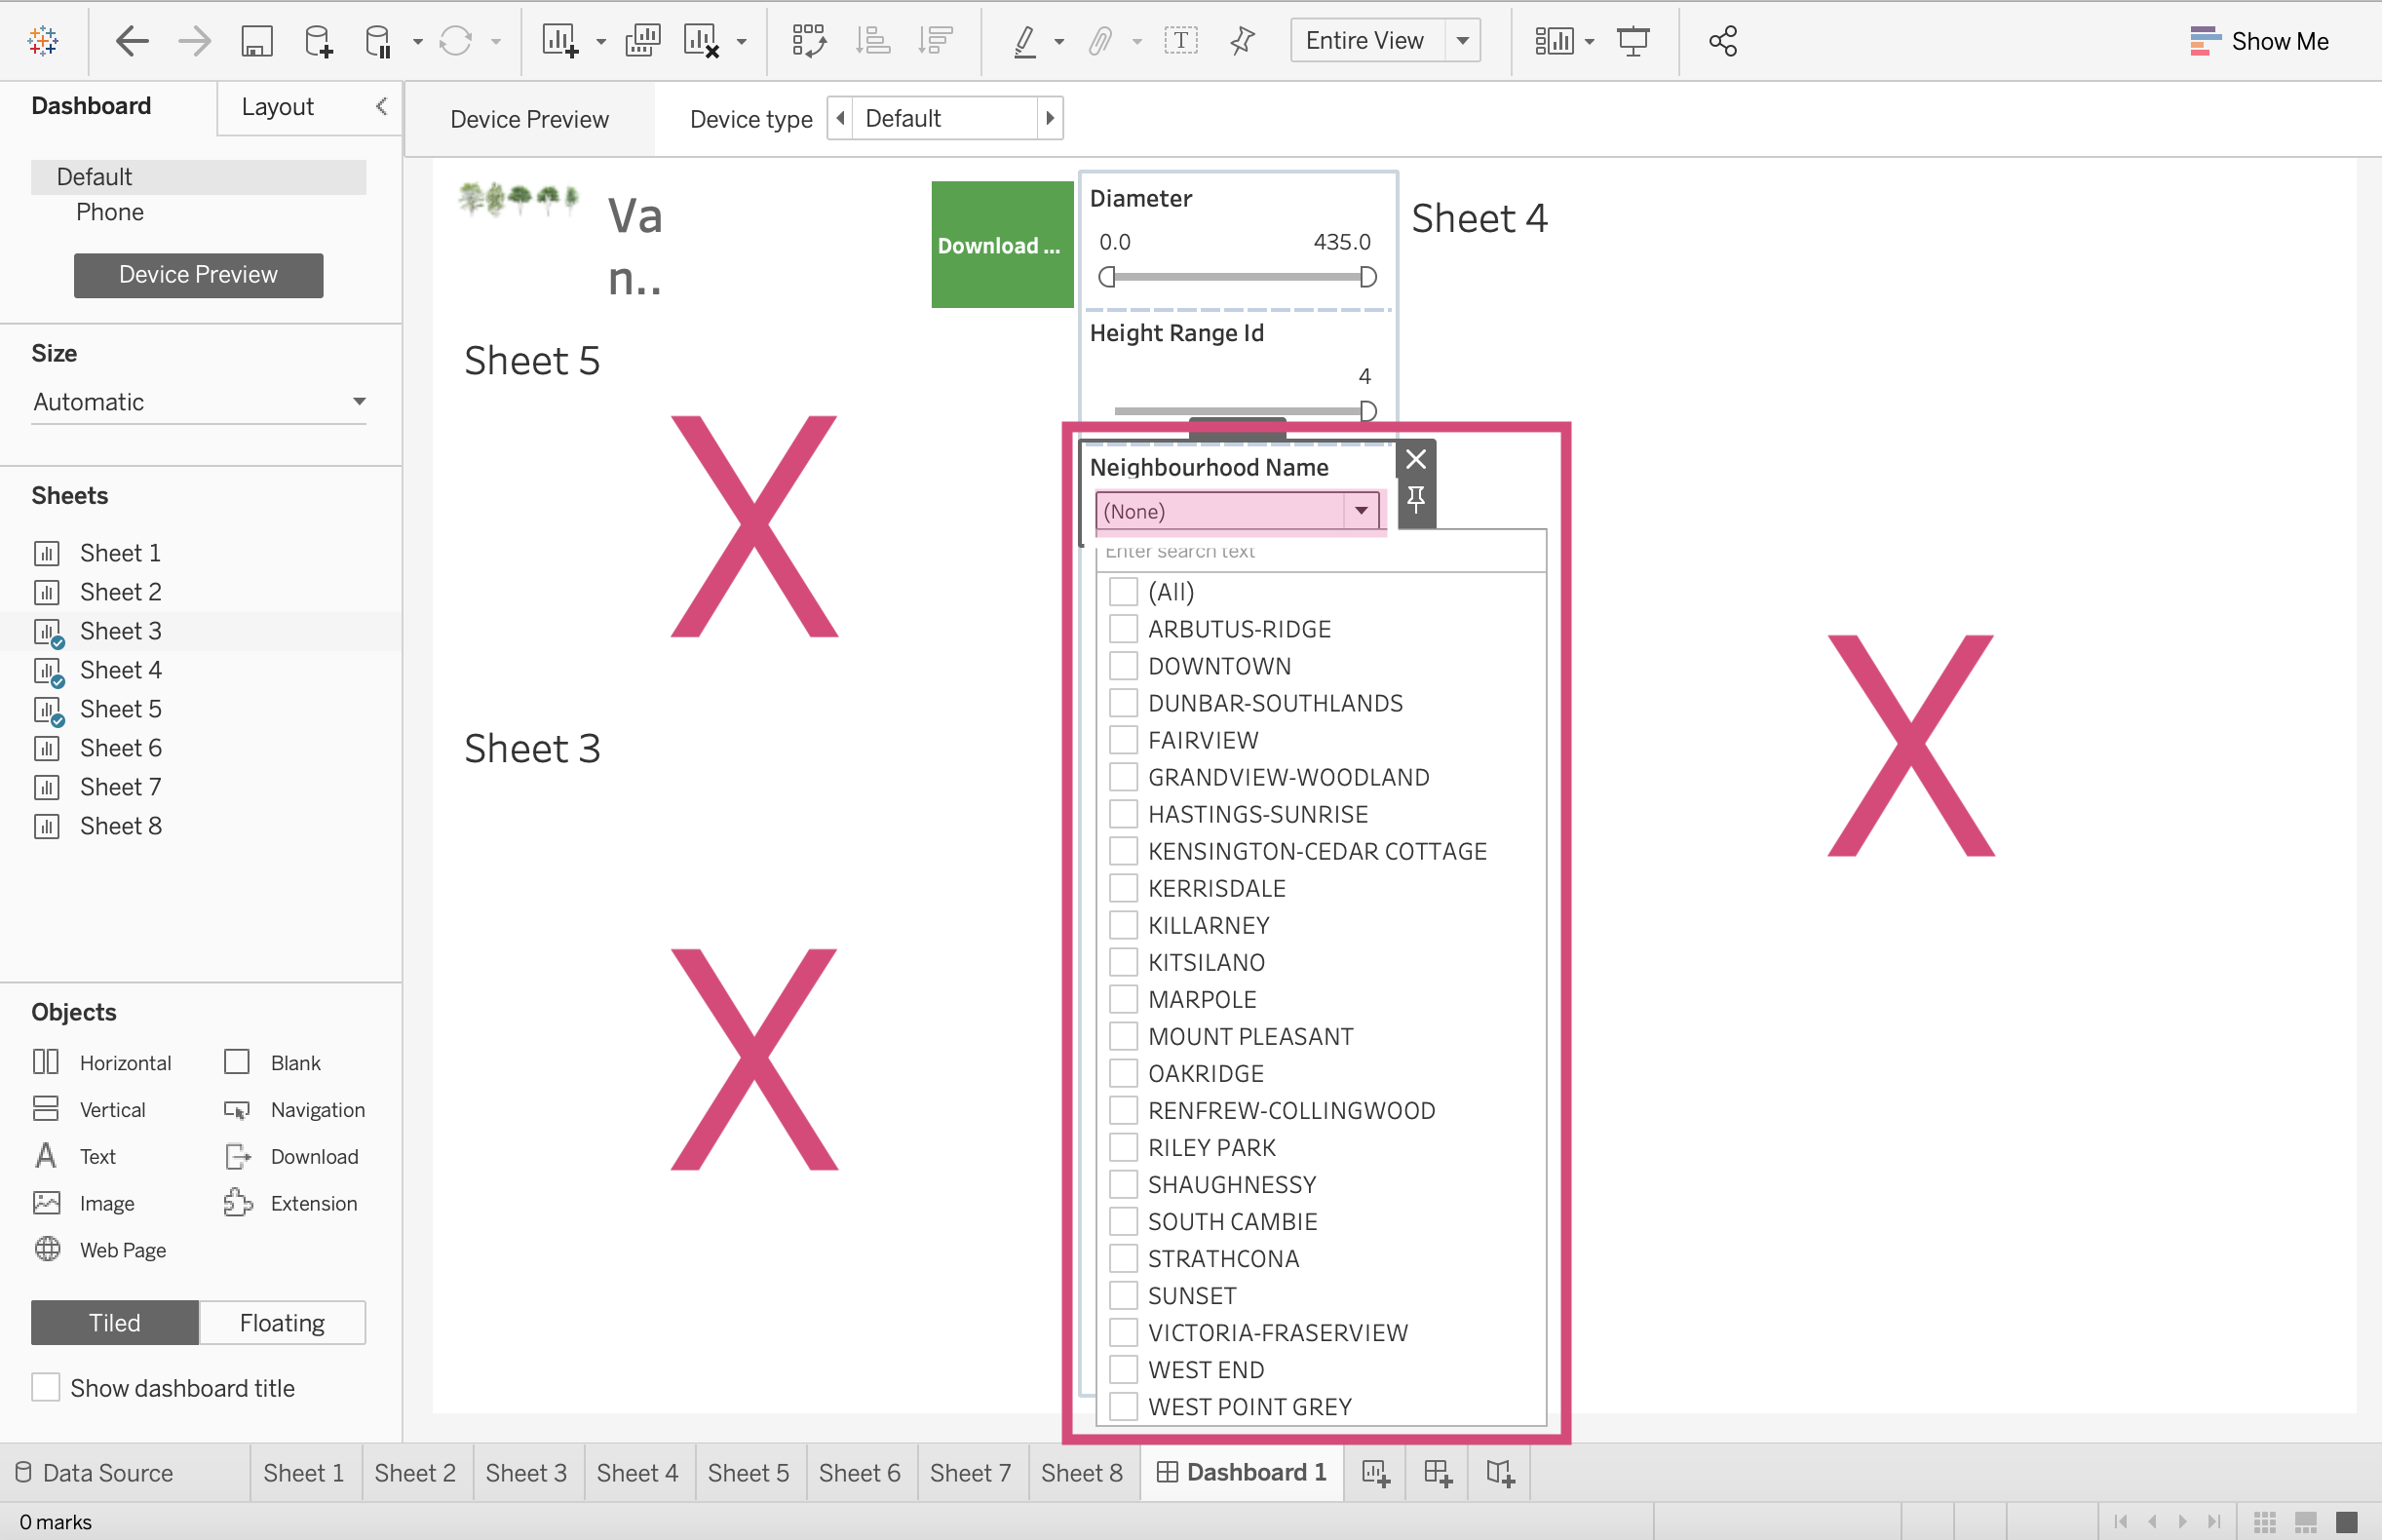 Entire View
Show Me
Dashboard
Layout
Device Preview
Device type
Default
Default
Phone
Device Preview
Size
Automatic
Sheets
Sheet 1
Sheet 2
Sheet 3
Sheet 4
Sheet 5
Sheet 6
Sheet 7
Sheet 8
Objects
Horizontal
Blank
Vertical
Navigation
Text
Download
Image
Extension
Web Page
Tiled
Floating
Show dashboard title
Va
n..
Download ...
Sheet 5
X
Sheet 3
X
Diameter
0.0 435.0
Height Range Id
4
Neighbourhood Name
(None)
Enter search text
(All)
ARBUTUS-RIDGE
DOWNTOWN
DUNBAR-SOUTHLANDS
FAIRVIEW
GRANDVIEW-WOODLAND
HASTINGS-SUNRISE
KENSINGTON-CEDAR COTTAGE
KERRISDALE
KILLARNEY
KITSILANO
MARPOLE
MOUNT PLEASANT
OAKRIDGE
RENFREW-COLLINGWOOD
RILEY PARK
SHAUGHNESSY
SOUTH CAMBIE
STRATHCONA
SUNSET
VICTORIA-FRASERVIEW
WEST END
WEST POINT GREY
Sheet 4
X
Data Source
Sheet 1
Sheet 2
Sheet 3
Sheet 4
Sheet 5
Sheet 6
Sheet 7
Sheet 8
Dashboard 1
0 marks